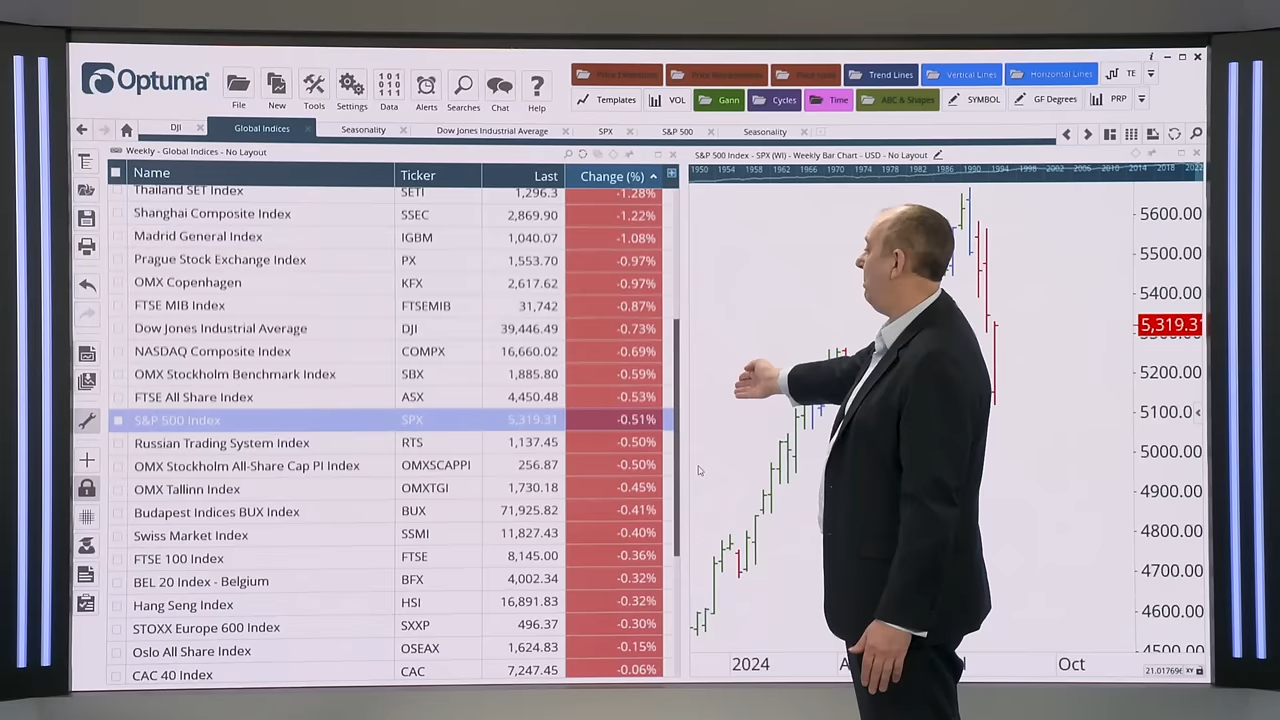 Optuma
File New Tools Settings Data Alerts Searches Chat Help
Trend Lines Vertical Lines Horizontal Lines TE
Templates VOL Gann Cycles Time ABC & Shapes SYMBOL GF Degrees PRP
DJI Global Indices Seasonality Dow Jones Industrial Average SPX S&P 500 Seasonality
Weekly - Global Indices - No Layout
Name Ticker Last Change (%)
Thailand SET Index SETI 1,296.3 -1.28%
Shanghai Composite Index SSEC 2,869.90 -1.22%
Madrid General Index IGBM 1,040.07 -1.08%
Prague Stock Exchange Index PX 1,553.70 -0.97%
OMX Copenhagen KFX 2,617.62 -0.97%
FTSE MIB Index FTSEMIB 31,742 -0.87%
Dow Jones Industrial Average DJI 39,446.49 -0.73%
NASDAQ Composite Index COMPX 16,660.02 -0.69%
OMX Stockholm Benchmark Index SBX 1,885.80 -0.59%
FTSE All Share Index ASX 4,450.48 -0.53%
S&P 500 Index SPX 5,319.31 -0.51%
Russian Trading System Index RTS 1,137.45 -0.50%
OMX Stockholm All-Share Cap PI Index OMXSCAPPI 256.87 -0.50%
OMX Tallinn Index OMXTGI 1,730.18 -0.45%
Budapest Indices BUX Index BUX 71,925.82 -0.41%
Swiss Market Index SSMI 11,827.43 -0.40%
FTSE 100 Index FTSE 8,145.00 -0.36%
BEL 20 Index - Belgium BFX 4,002.34 -0.32%
Hang Seng Index HSI 16,891.83 -0.32%
STOXX Europe 600 Index SXXP 496.37 -0.30%
Oslo All Share Index OSEAX 1,624.83 -0.15%
CAC 40 Index CAC 7,247.45 -0.06%
S&P 500 Index - SPX (WI) - Weekly Bar Chart - USD - No Layout
1950 1954 1958 1962 1966 1970 1974 1978 1982 1986 1990 1994 1998 2002 2006 2010 2014 2018 2022
5600.00
5500.00
5400.00
5,319.31
5200.00
5100.0
5000.00
4900.00
4800.00
4700.00
4600.00
4500.00
2024 Oct
21.01769€ XY